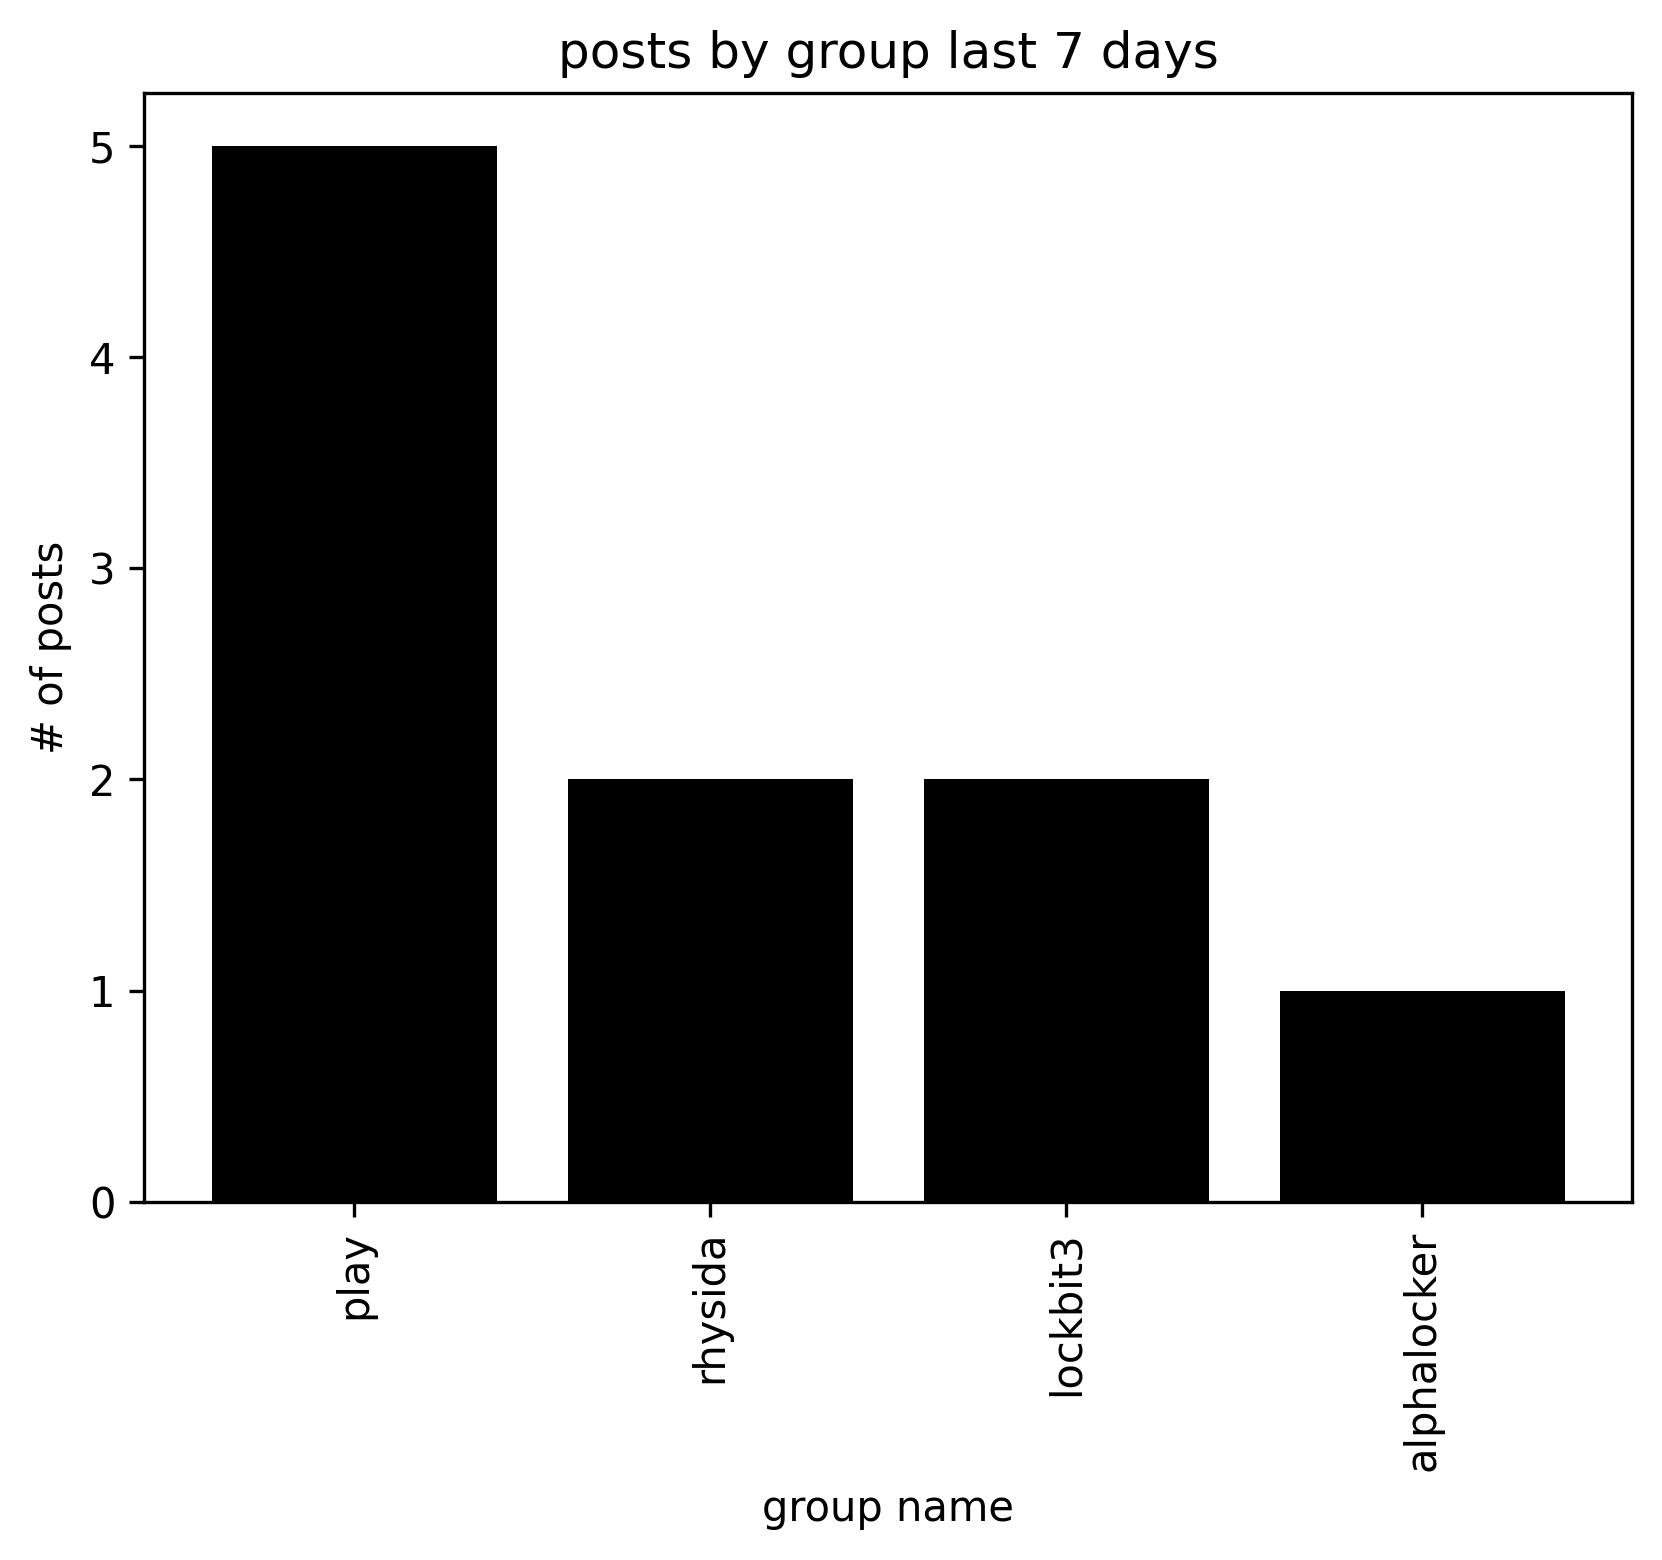 posts by group last 7 days
# of posts
5
4
3
2
1
0
play
rhysida
lockbit3
alphalocker
group name